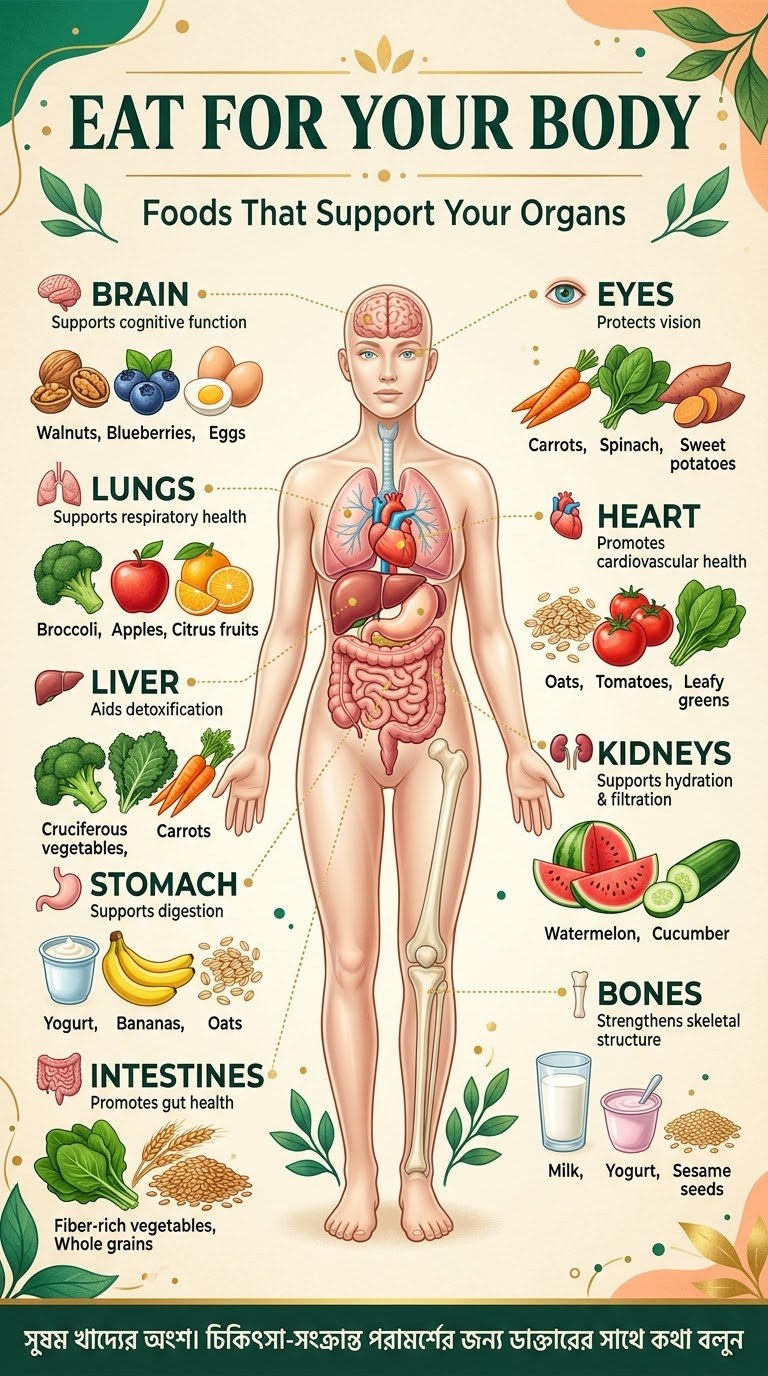 EAT FOR YOUR BODY
Foods That Support Your Organs
BRAIN
Supports cognitive function
Walnuts, Blueberries, Eggs
LUNGS
Supports respiratory health
Broccoli, Apples, Citrus fruits
LIVER
Aids detoxification
Cruciferous
vegetables,
Carrots
STOMACH
Supports digestion
Yogurt, Bananas, Oats
INTESTINES
Promotes gut health
Fiber-rich vegetables,
Whole grains
EYES
Protects vision
Carrots, Spinach, Sweet
potatoes
HEART
Promotes
cardiovascular health
Oats, Tomatoes, Leafy
greens
KIDNEYS
Supports hydration
& filtration
Watermelon, Cucumber
BONES
Strengthens skeletal
structure
Milk, Yogurt, Sesame
seeds
সুষম খাদ্যের অংশ। চিকিৎসা-সংক্রান্ত পরামর্শের জন্য ডাক্তারের সাথে কথা বলুন